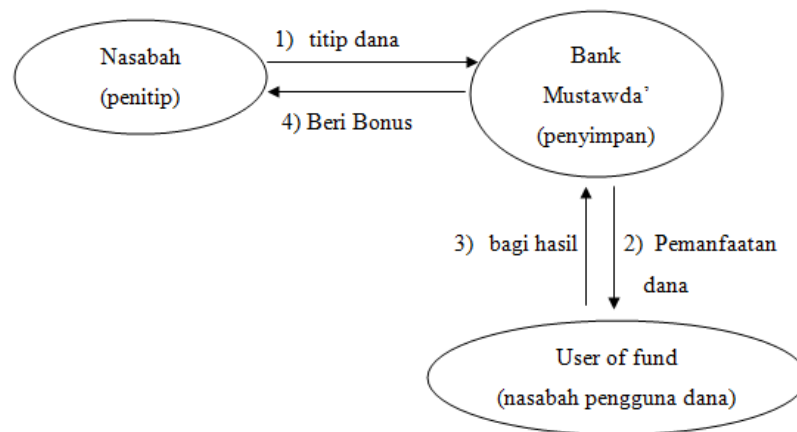 1) titip dana
Nasabah
(penitip)
Bank
Mustawda’
(penyimpan)
4) Beri Bonus
3) bagi hasil
2) Pemanfaatan
dana
User of fund
(nasabah pengguna dana)